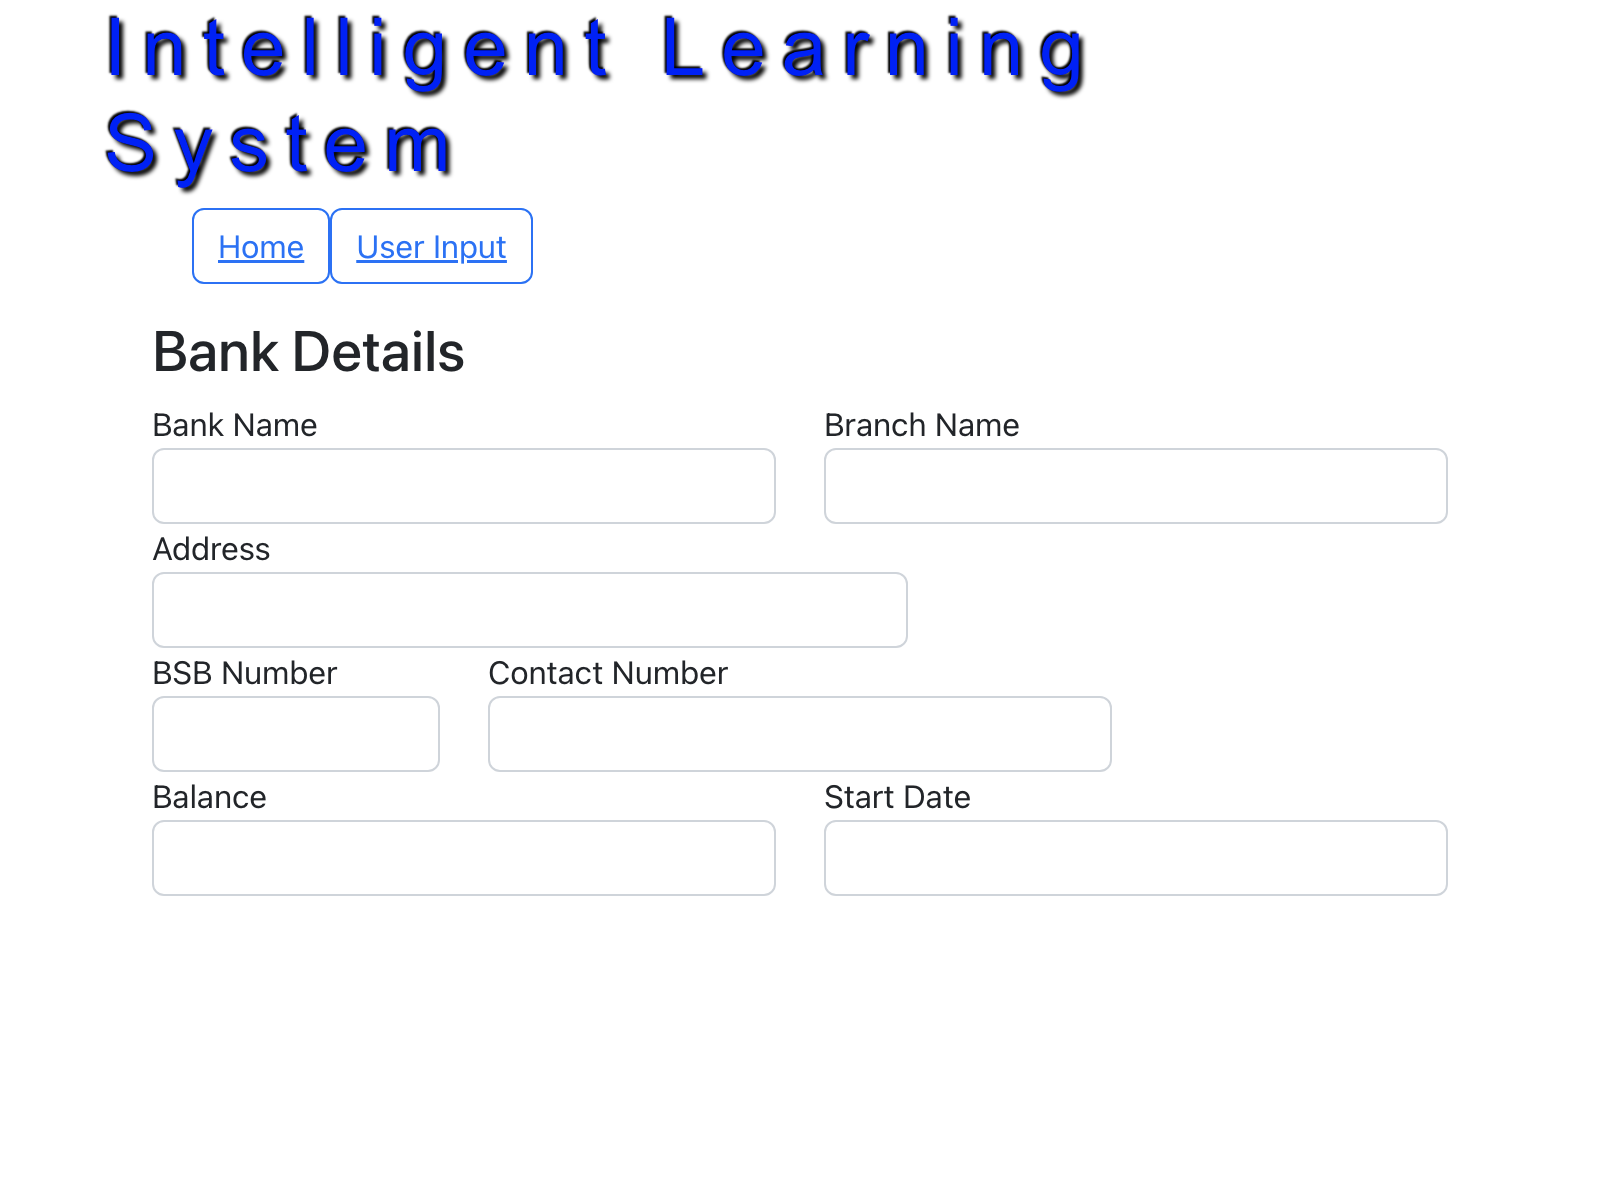 Intelligent Learning
System
Home User Input
Bank Details
Bank Name Branch Name
Address
BSB Number Contact Number
Balance Start Date